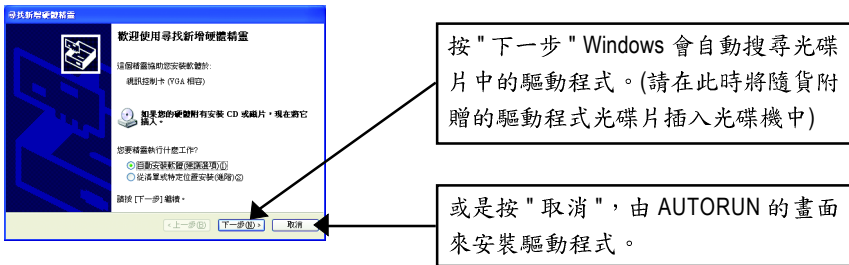 尋找新增硬體精靈
歡迎使用尋找新增硬體精靈
這個精靈協助您安裝軟體於:
視訊控制卡 (VGA 相容)
如果您的硬體附有安裝 CD 或磁片，現在將它
插入。
您要精靈執行什麼工作?
自動安裝軟體(建議選項)(I)
從清單或特定位置安裝(進階)(S)
請按 [下一步] 繼續。
<上一步(B)
下一步(N)>
取消
按 " 下一步 " Windows 會自動搜尋光碟
片中的驅動程式。(請在此時將隨貨附
贈的驅動程式光碟片插入光碟機中)
或是按 " 取消 "，由 AUTORUN 的畫面
來安裝驅動程式。